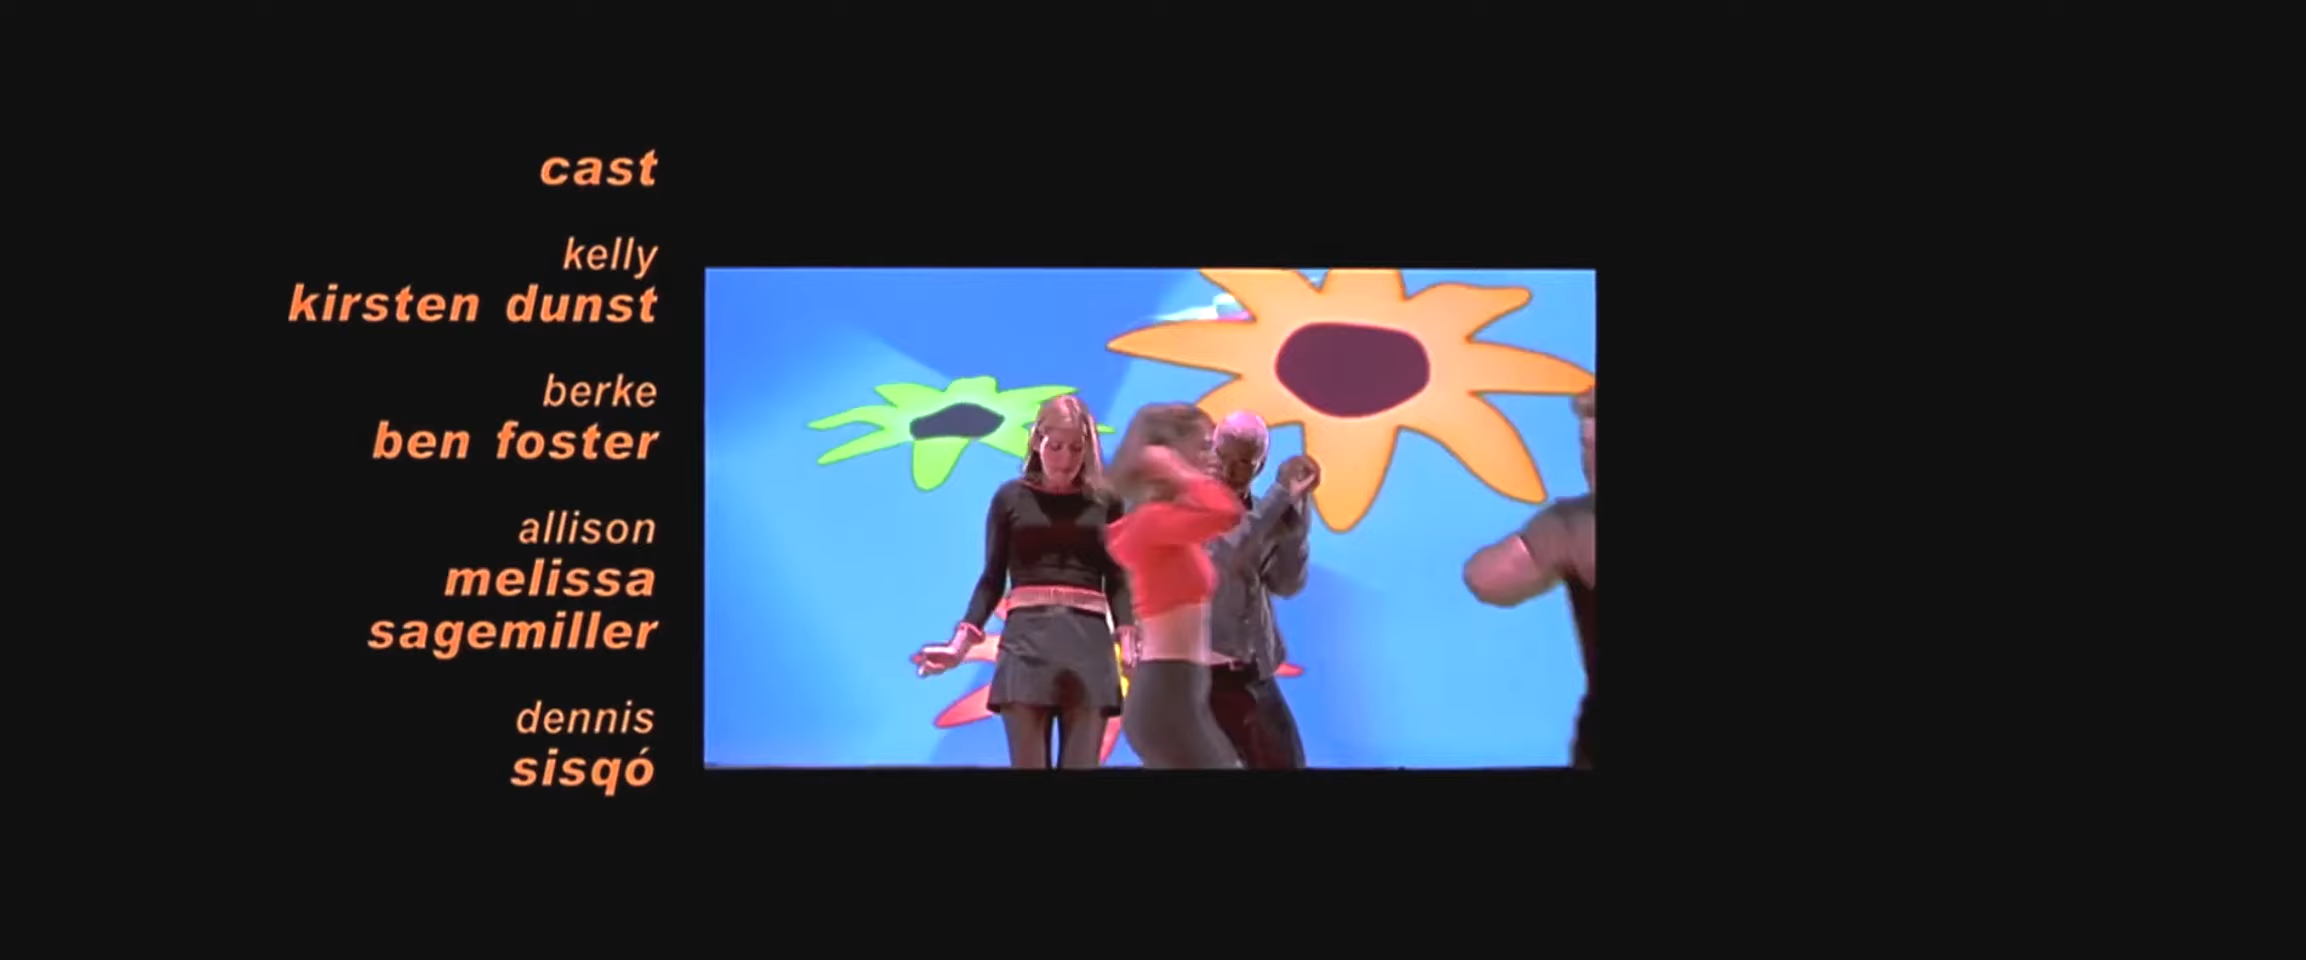 cast
kelly
kirsten dunst
berke
ben foster
allison
melissa
sagemiller
dennis
sisqó